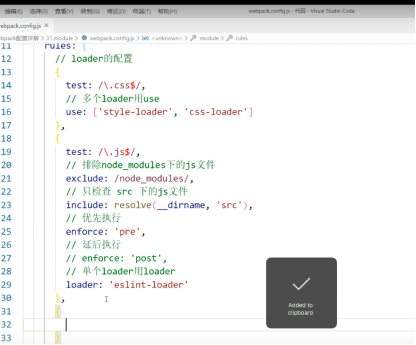 编辑(E) 选择(S) 查看(V) 转到(G) 调试(D) 终端(T) 帮助(H) webpack.config.js - 代码 - Visual Studio Code
webpack.config.js ×
bpack配置详解 > 31.module > webpack.config.js > <unknown> > module > rules
11 rules: [
12 // loader的配置
13 {
14 test: /\.css$/,
15 // 多个loader用use
16 use: ['style-loader', 'css-loader']
17 },
18 {
19 test: /\.js$/,
20 // 排除node_modules下的js文件
21 exclude: /node_modules/,
22 // 只检查 src 下的js文件
23 include: resolve(__dirname, 'src'),
24 // 优先执行
25 enforce: 'pre',
26 // 延后执行
27 // enforce: 'post',
28 // 单个loader用loader
29 loader: 'eslint-loader'
30 },
31 {
32
33 }
Added to
clipboard